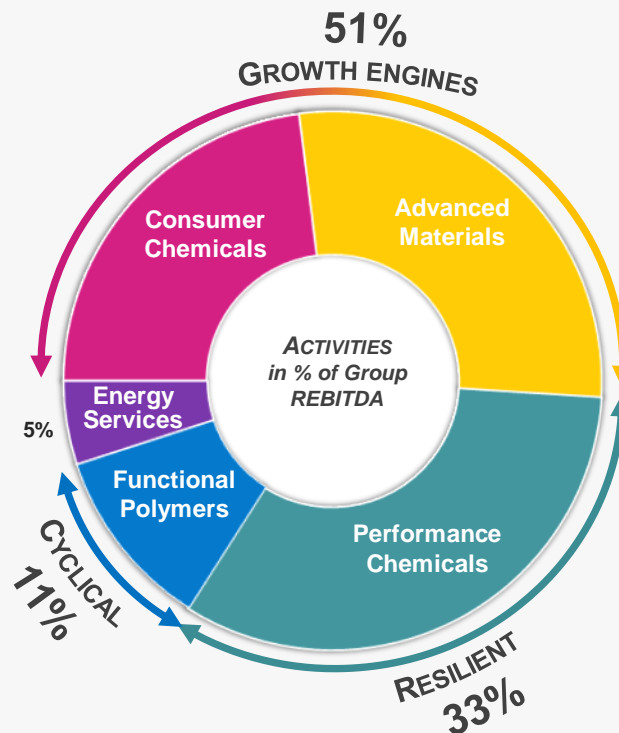 51%
GROWTH ENGINES
Consumer
Chemicals
Advanced
Materials
ACTIVITIES
in % of Group
REBITDA
Energy
Services
5%
Functional
Polymers
Performance
Chemicals
CYCLICAL
11%
RESILIENT
33%